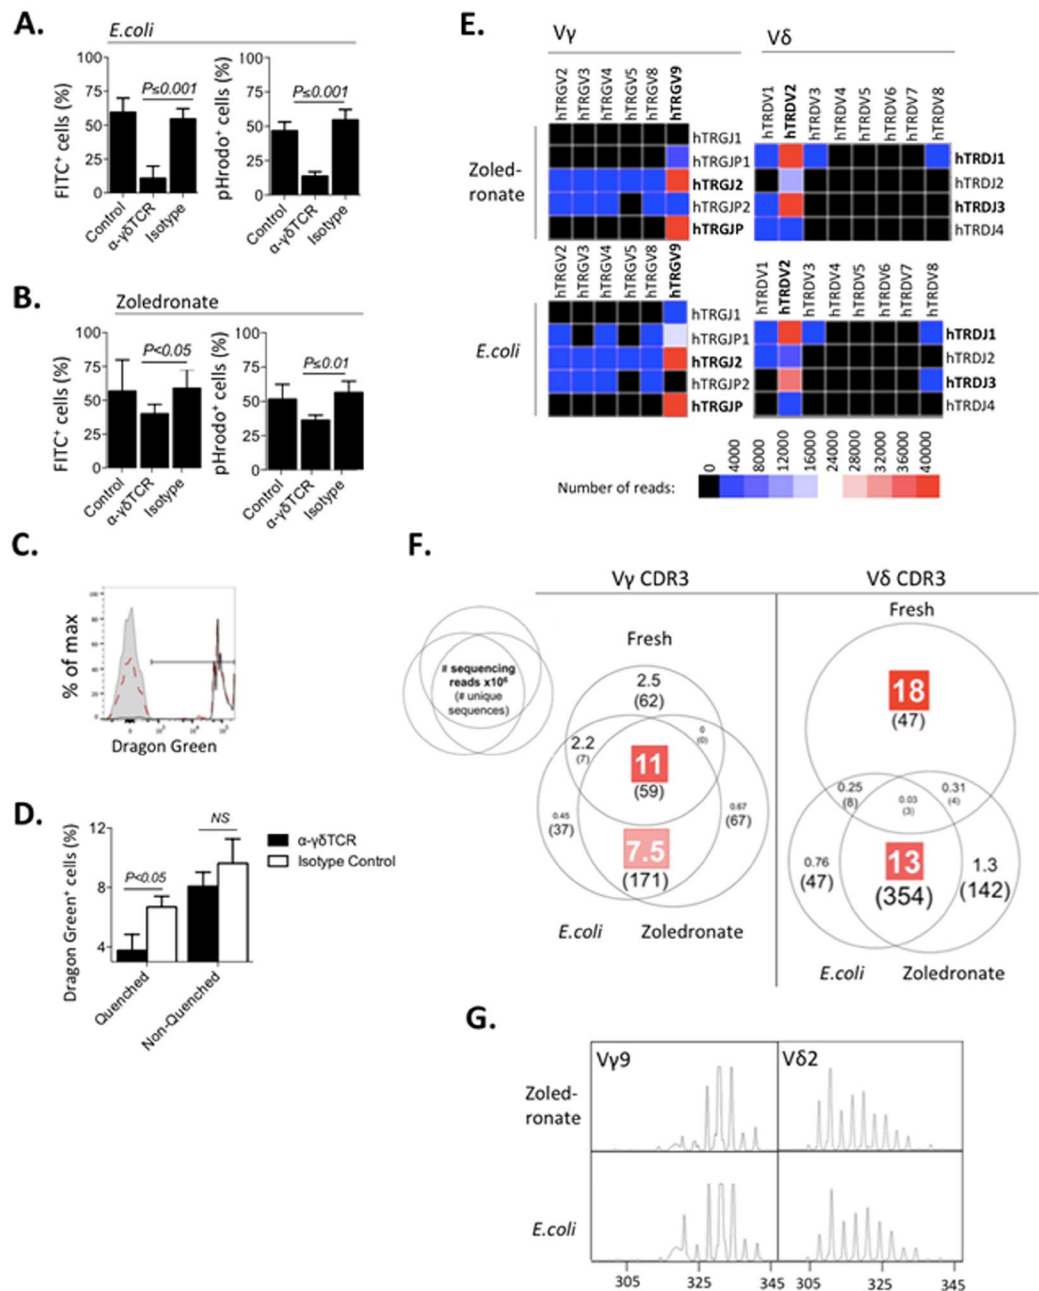 A.
E.coli
FITC⁺ cells (%)
100
75
50
25
0
P≤0.001
Control
α-γδTCR
Isotype
pHrodo⁺ cells (%)
100
75
50
25
0
P≤0.001
Control
α-γδTCR
Isotype
B.
Zoledronate
FITC⁺ cells (%)
100
75
50
25
0
P<0.05
Control
α-γδTCR
Isotype
pHrodo⁺ cells (%)
100
75
50
25
0
P≤0.01
Control
α-γδTCR
Isotype
C.
% of max
Dragon Green
D.
Dragon Green⁺ cells (%)
12
8
4
P<0.05
NS
Quenched
Non-Quenched
α-γδTCR
Isotype Control
E.
Vγ
Vδ
hTRGV2
hTRGV3
hTRGV4
hTRGV5
hTRGV8
hTRGV9
hTRDV1
hTRDV2
hTRDV3
hTRDV4
hTRDV5
hTRDV6
hTRDV7
hTRDV8
Zoled-
ronate
hTRGJ1
hTRGJP1
hTRGJ2
hTRGJP2
hTRGJP
hTRDJ1
hTRDJ2
hTRDJ3
hTRDJ4
hTRGV2
hTRGV3
hTRGV4
hTRGV5
hTRGV8
hTRGV9
hTRDV1
hTRDV2
hTRDV3
hTRDV4
hTRDV5
hTRDV6
hTRDV7
hTRDV8
E.coli
hTRGJ1
hTRGJP1
hTRGJ2
hTRGJP2
hTRGJP
hTRDJ1
hTRDJ2
hTRDJ3
hTRDJ4
Number of reads:
0
4000
8000
12000
16000
24000
28000
32000
36000
40000
F.
Vγ CDR3
Vδ CDR3
# sequencing
reads x10⁶
(# unique
sequences)
Fresh
2.5
(62)
2.2
(7)
0
(0)
11
(59)
0.45
(37)
0.67
(67)
7.5
(171)
E.coli
Zoledronate
Fresh
18
(47)
0.25
(8)
0.03
(3)
0.31
(4)
0.76
(47)
13
(354)
1.3
(142)
E.coli
Zoledronate
G.
Vγ9
Vδ2
Zoled-
ronate
E.coli
305
325
345
305
325
345